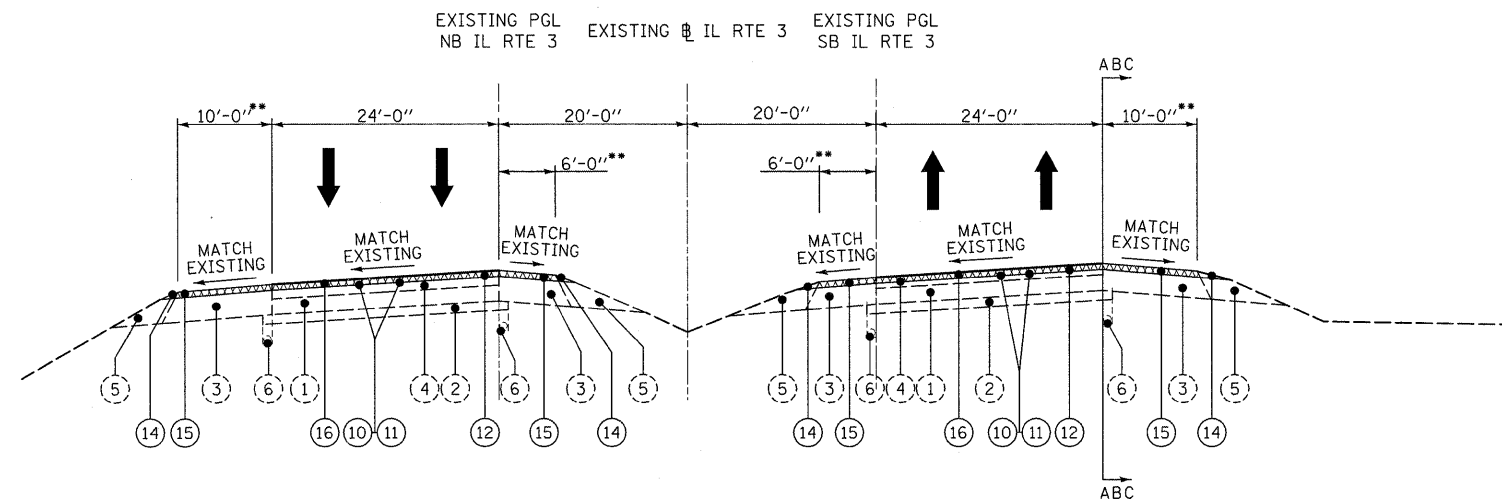 EXISTING PGL
NB IL RTE 3
EXISTING ℄ IL RTE 3
EXISTING PGL
SB IL RTE 3
ABC
10'-0"**
24'-0"
20'-0"
20'-0"
24'-0"
10'-0"**
6'-0"**
6'-0"**
MATCH
EXISTING
MATCH
EXISTING
MATCH
EXISTING
MATCH
EXISTING
MATCH
EXISTING
MATCH
EXISTING
5 3 6 1 4 2 6 3 5 5 3 6 4 1 2 6 3 5
14 15 16 10 11 12 15 14 14 15 16 10 11 12 15 14
ABC